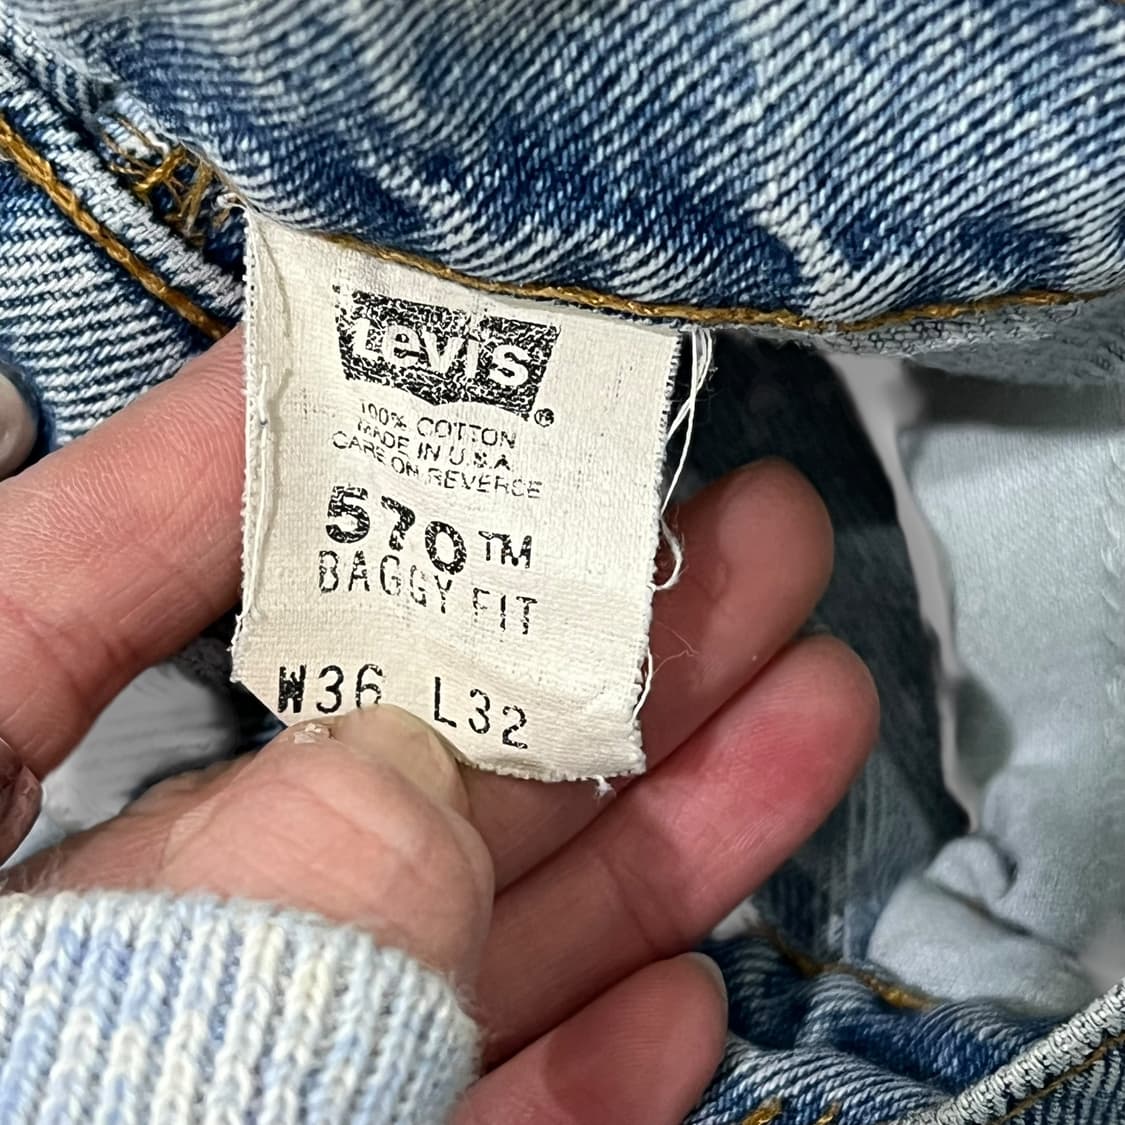 Levi's ®
100% COTTON
MADE IN U.S.A.
CARE ON REVERSE
570™
BAGGY FIT
W36 L32